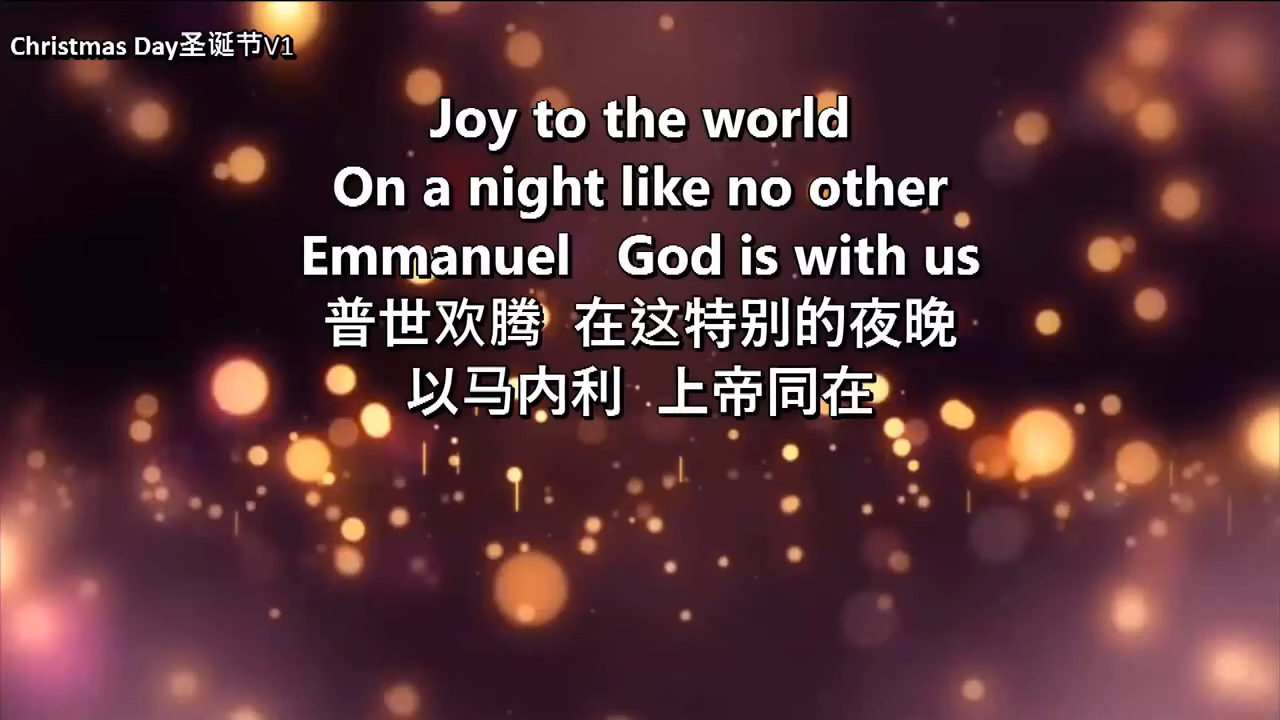 Christmas Day圣诞节V1
Joy to the world
On a night like no other
Emmanuel   God is with us
普世欢腾  在这特别的夜晚
以马内利  上帝同在